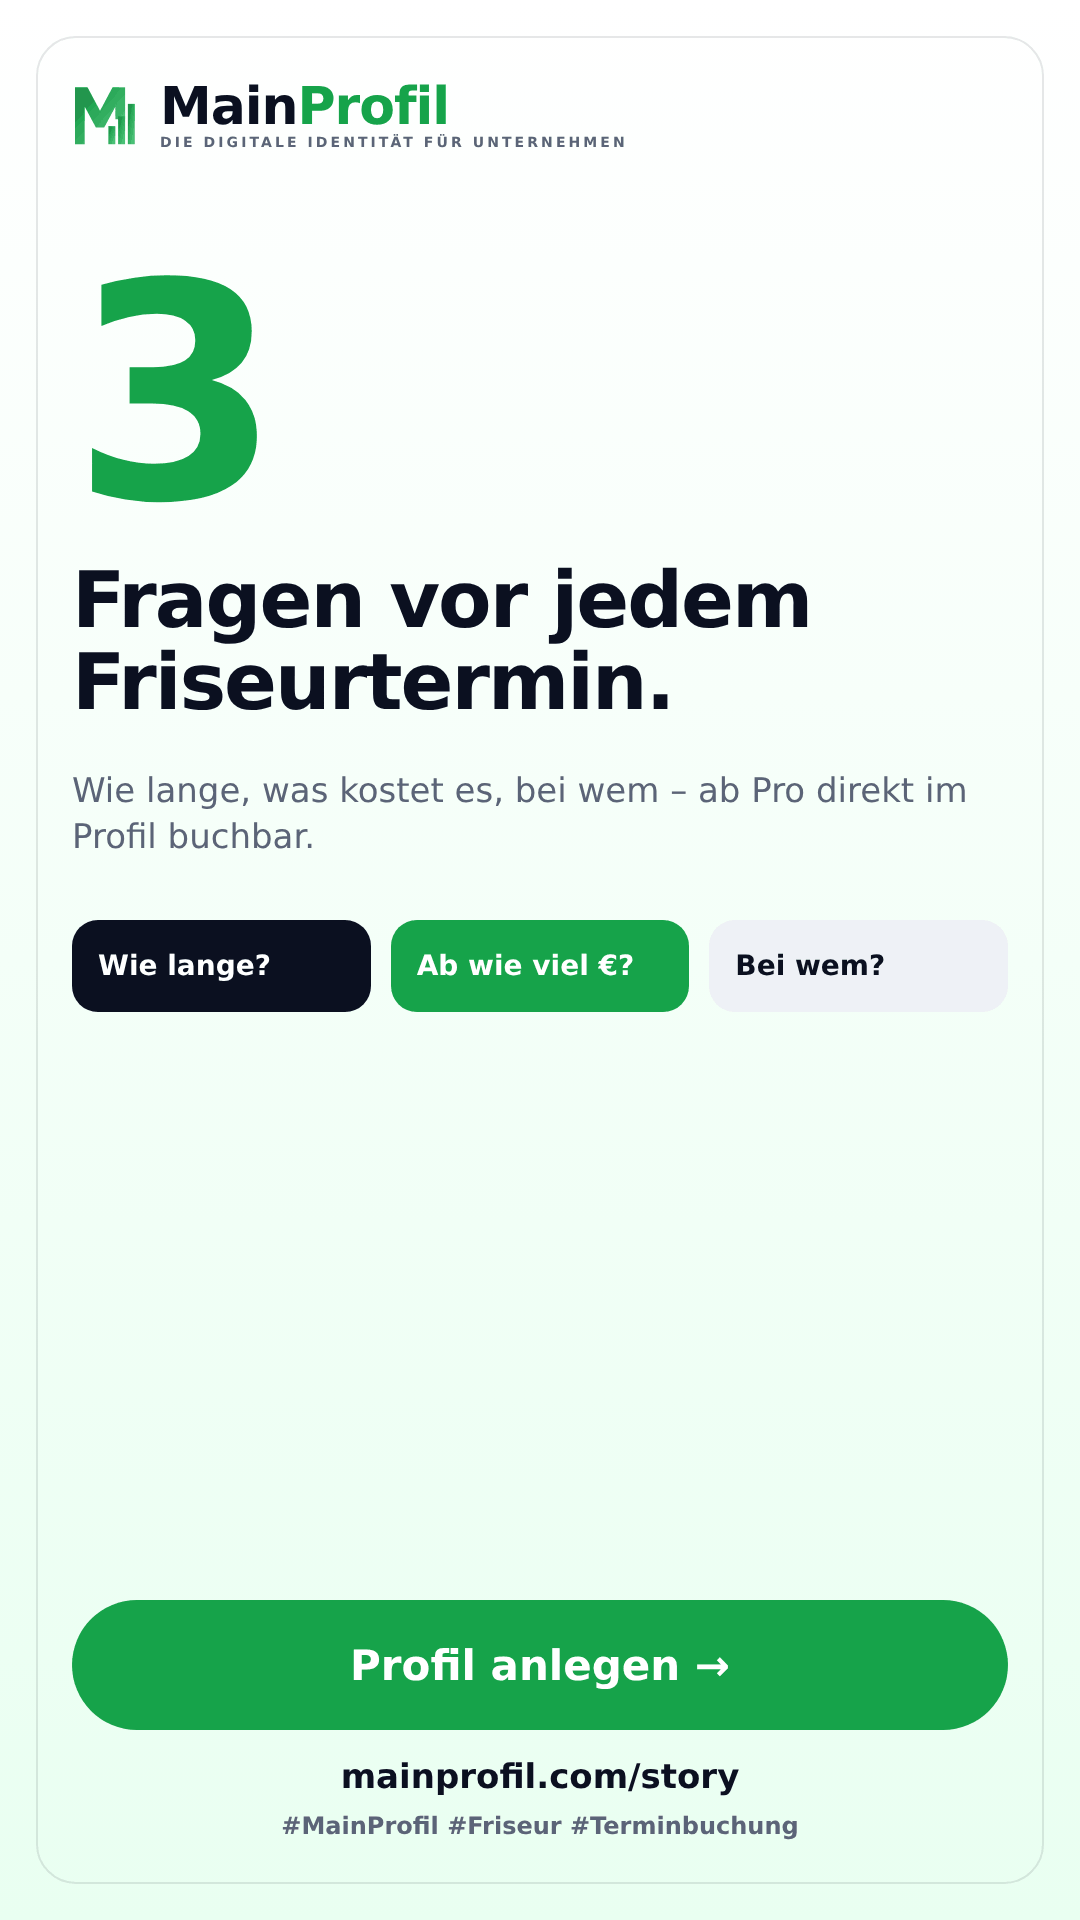 MainProfil
DIE DIGITALE IDENTITÄT FÜR UNTERNEHMEN
3
Fragen vor jedem
Friseurtermin.
Wie lange, was kostet es, bei wem – ab Pro direkt im
Profil buchbar.
Wie lange?
Ab wie viel €?
Bei wem?
Profil anlegen →
mainprofil.com/story
#MainProfil #Friseur #Terminbuchung